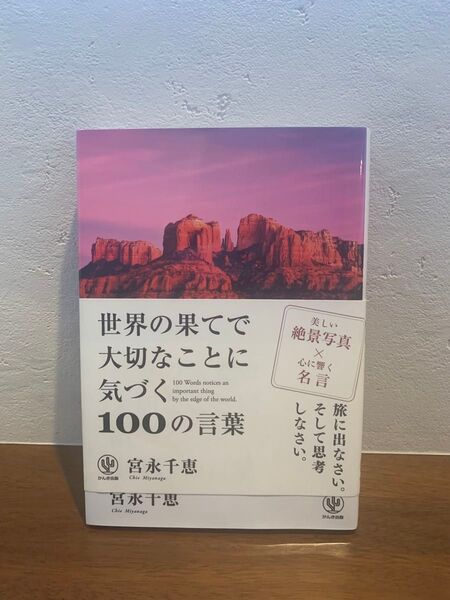 世界の果てで
大切なことに
気づく
100 Words notices an
important thing
by the edge of the world.
100の言葉
かんき出版
宮永千恵
Chie Miyanaga
美しい
絶景写真
×
心に響く
名言
旅に出なさい。
そして思考
しなさい。
宮永千恵
Chie Miyanaga
かんき出版